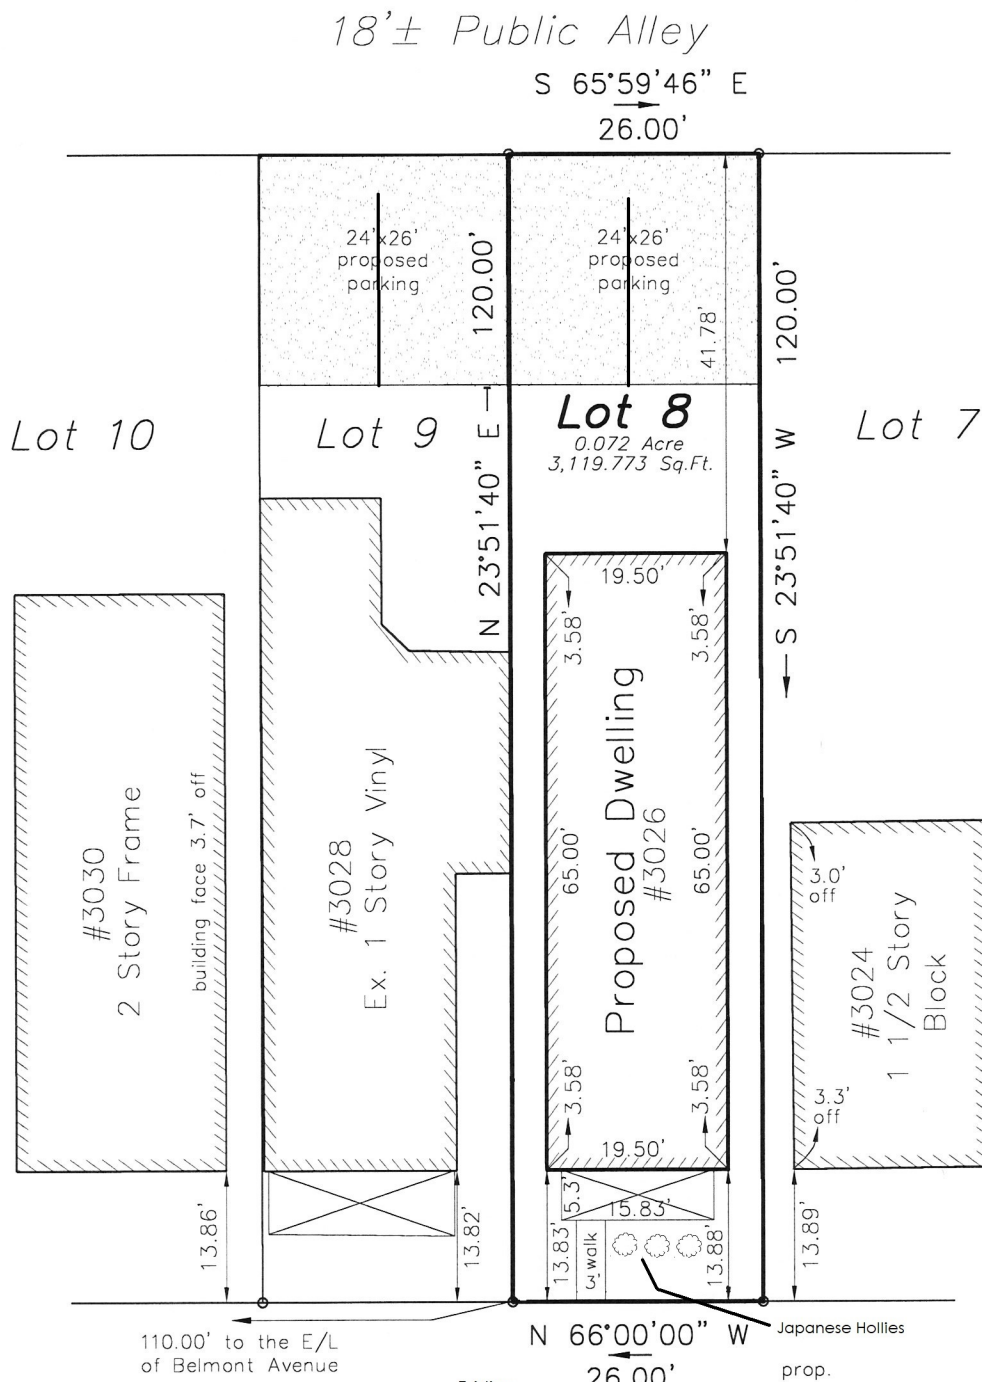 18'± Public Alley
S 65°59'46" E
26.00'
24'x26'
proposed
parking
24'x26'
proposed
parking
120.00'
N 23°51'40" E
41.78'
120.00'
S 23°51'40" W
Lot 10
Lot 9
Lot 8
0.072 Acre
3,119.773 Sq.Ft.
Lot 7
19.50'
3.58'
3.58'
#3030
2 Story Frame
building face 3.7' off
#3028
Ex. 1 Story Vinyl
65.00'
Proposed Dwelling
#3026
65.00'
3.0'
off
#3024
1 1/2 Story
Block
3.3'
off
3.58'
3.58'
19.50'
13.86'
13.82'
13.83'
5.3'
15.83'
3' walk
13.88'
13.89'
110.00' to the E/L
of Belmont Avenue
N 66°00'00" W
26.00'
Japanese Hollies
prop.